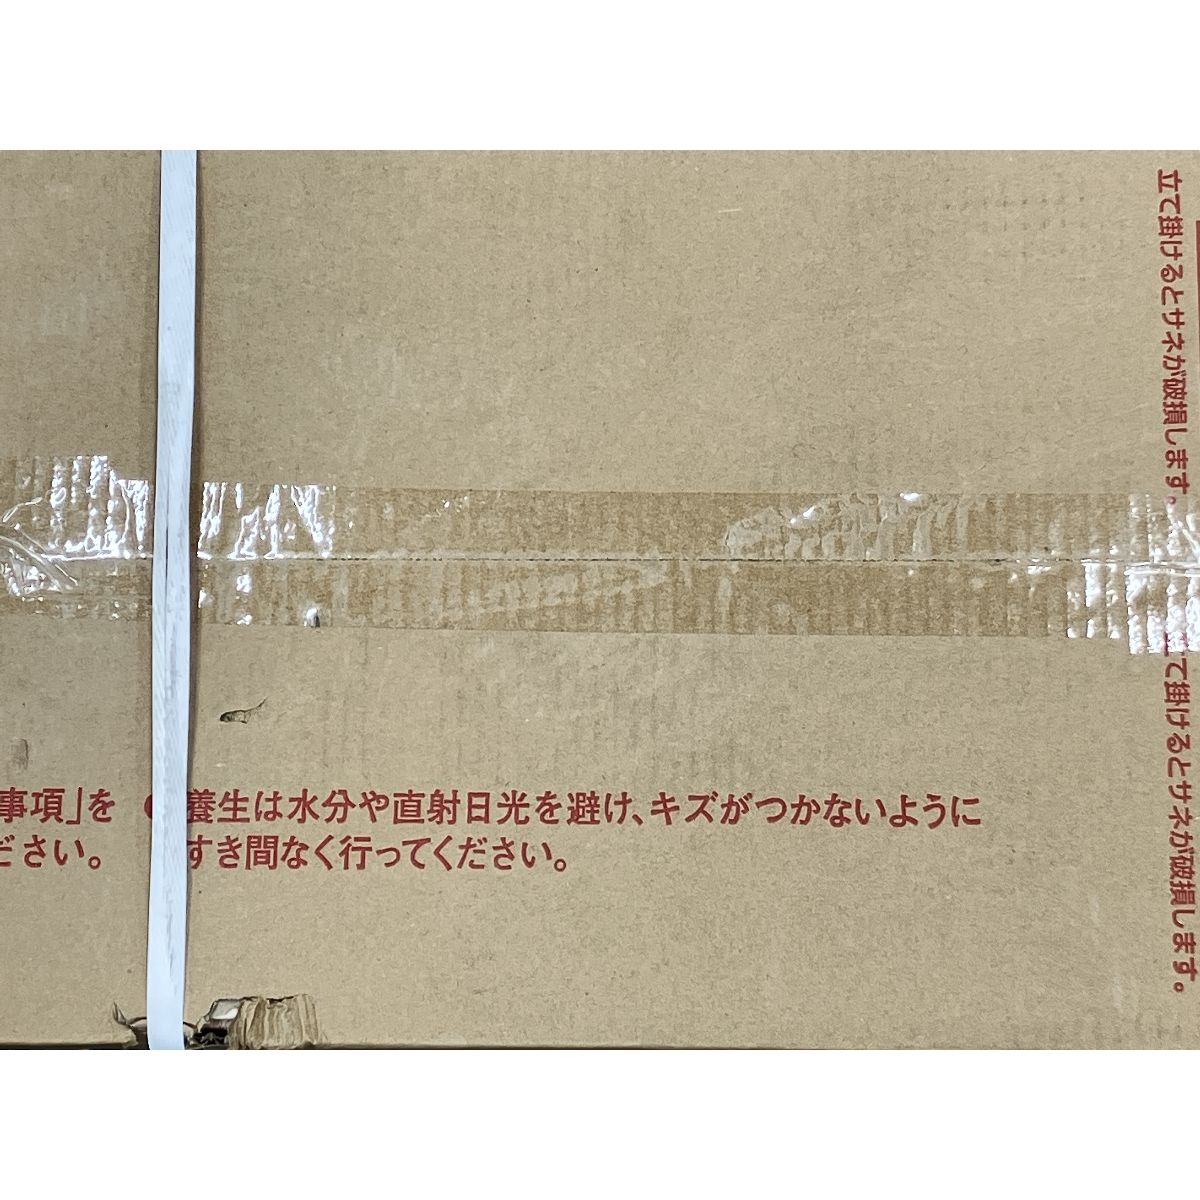 立て掛けるとサネが破損します。
て掛けるとサネが破損します。
事項」を
ださい。
●養生は水分や直射日光を避け、キズがつかないように
すき間なく行ってください。